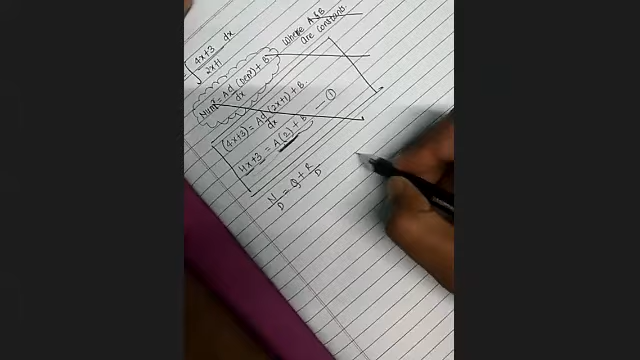 ∫ 4x+3/2x+1 dx
Num^r = A d/dx (Den^r) + B Where A & B
are constants
(4x+3) = A d/dx (2x+1) + B
4x+3 = A(2) + B — ①
N/D = Q + R/D